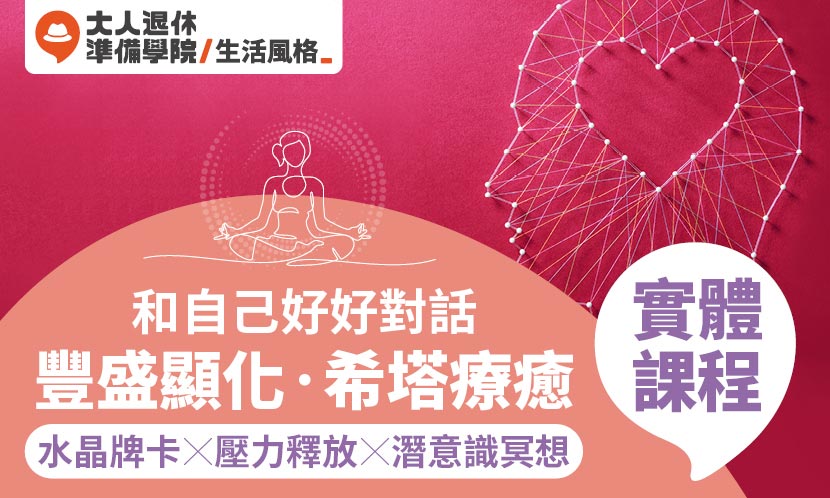 大人退休
準備學院/生活風格_
和自己好好對話
豐盛顯化·希塔療癒
水晶牌卡×壓力釋放×潛意識冥想
實體
課程